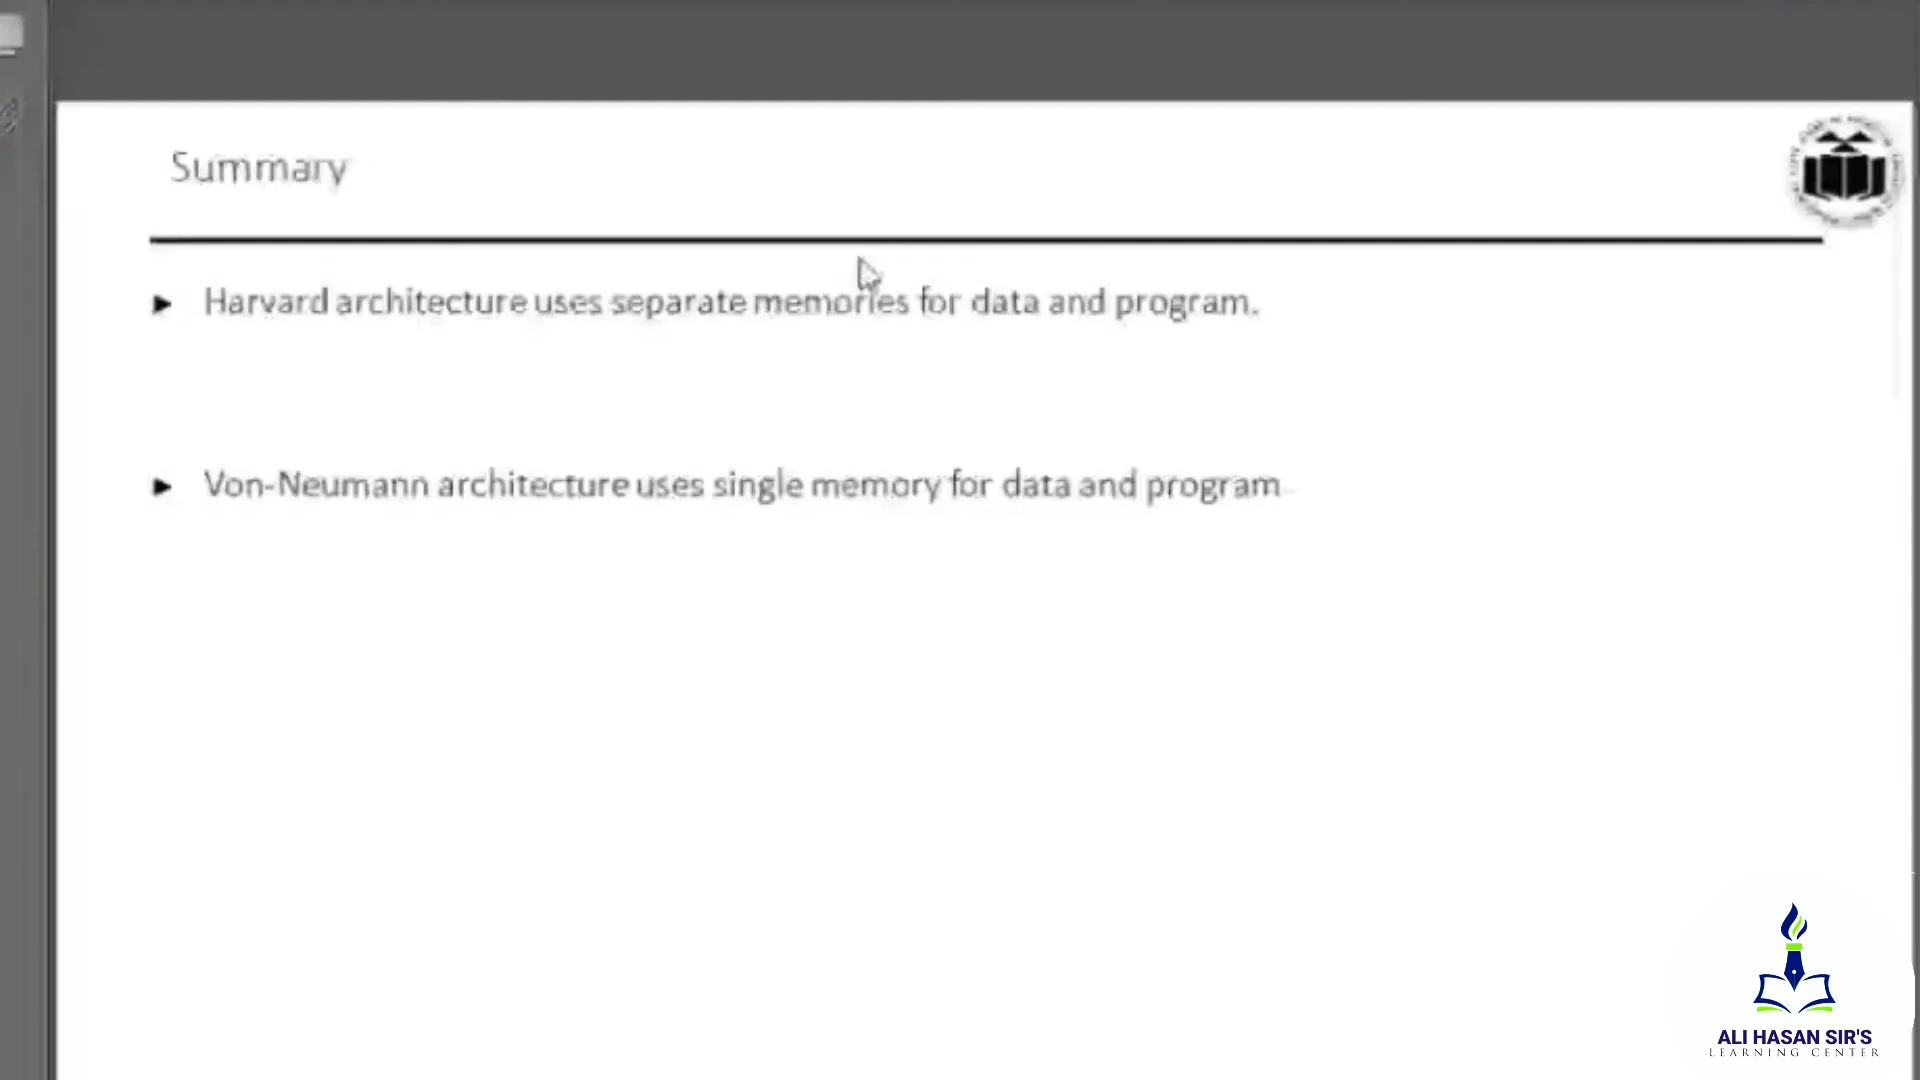 Summary
Harvard architecture uses separate memories for data and program.
Von-Neumann architecture uses single memory for data and program
ALI HASAN SIR'S
LEARNING CENTER